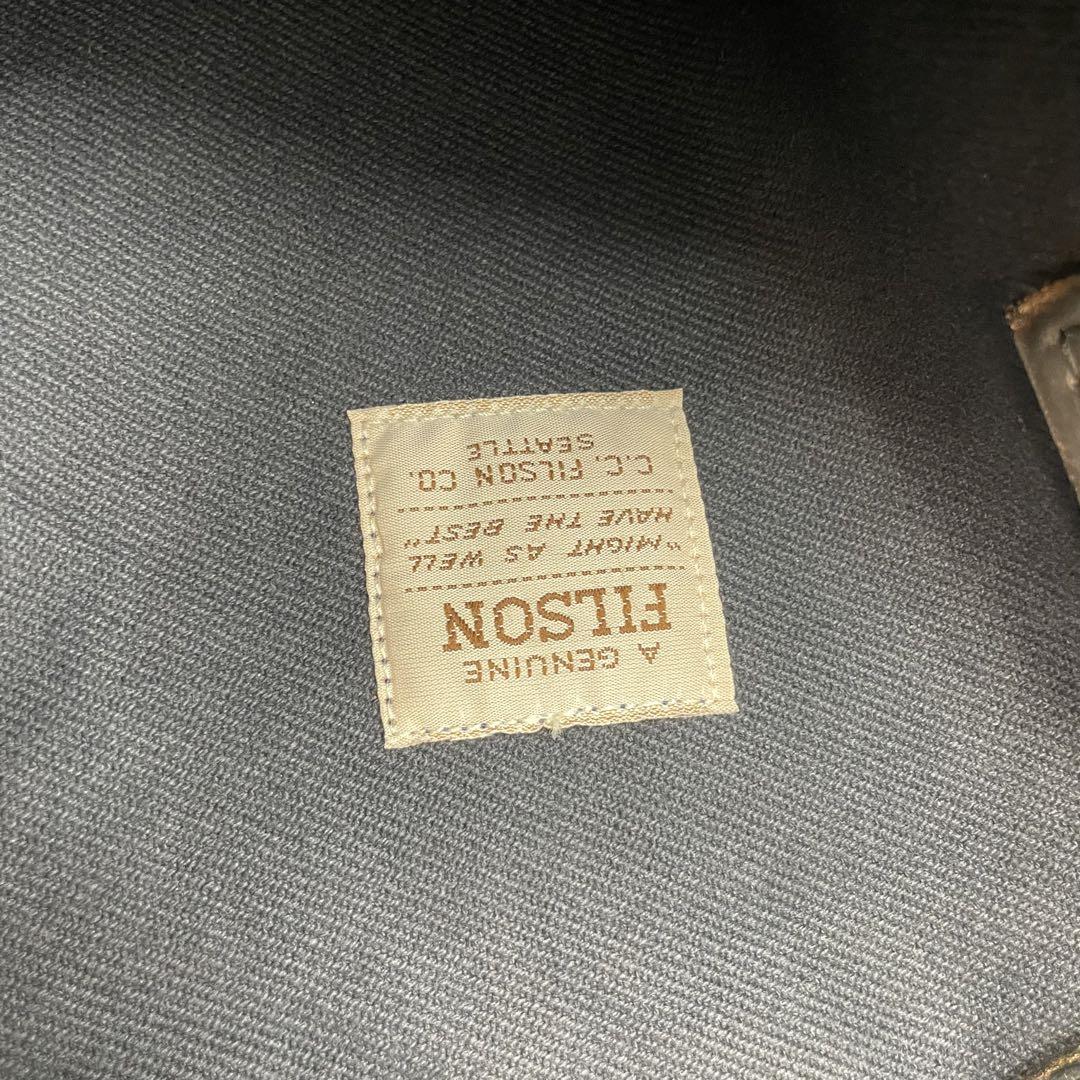 A GENUINE
FILSON
"MIGHT AS WELL
HAVE THE BEST"
C.C. FILSON CO.
SEATTLE